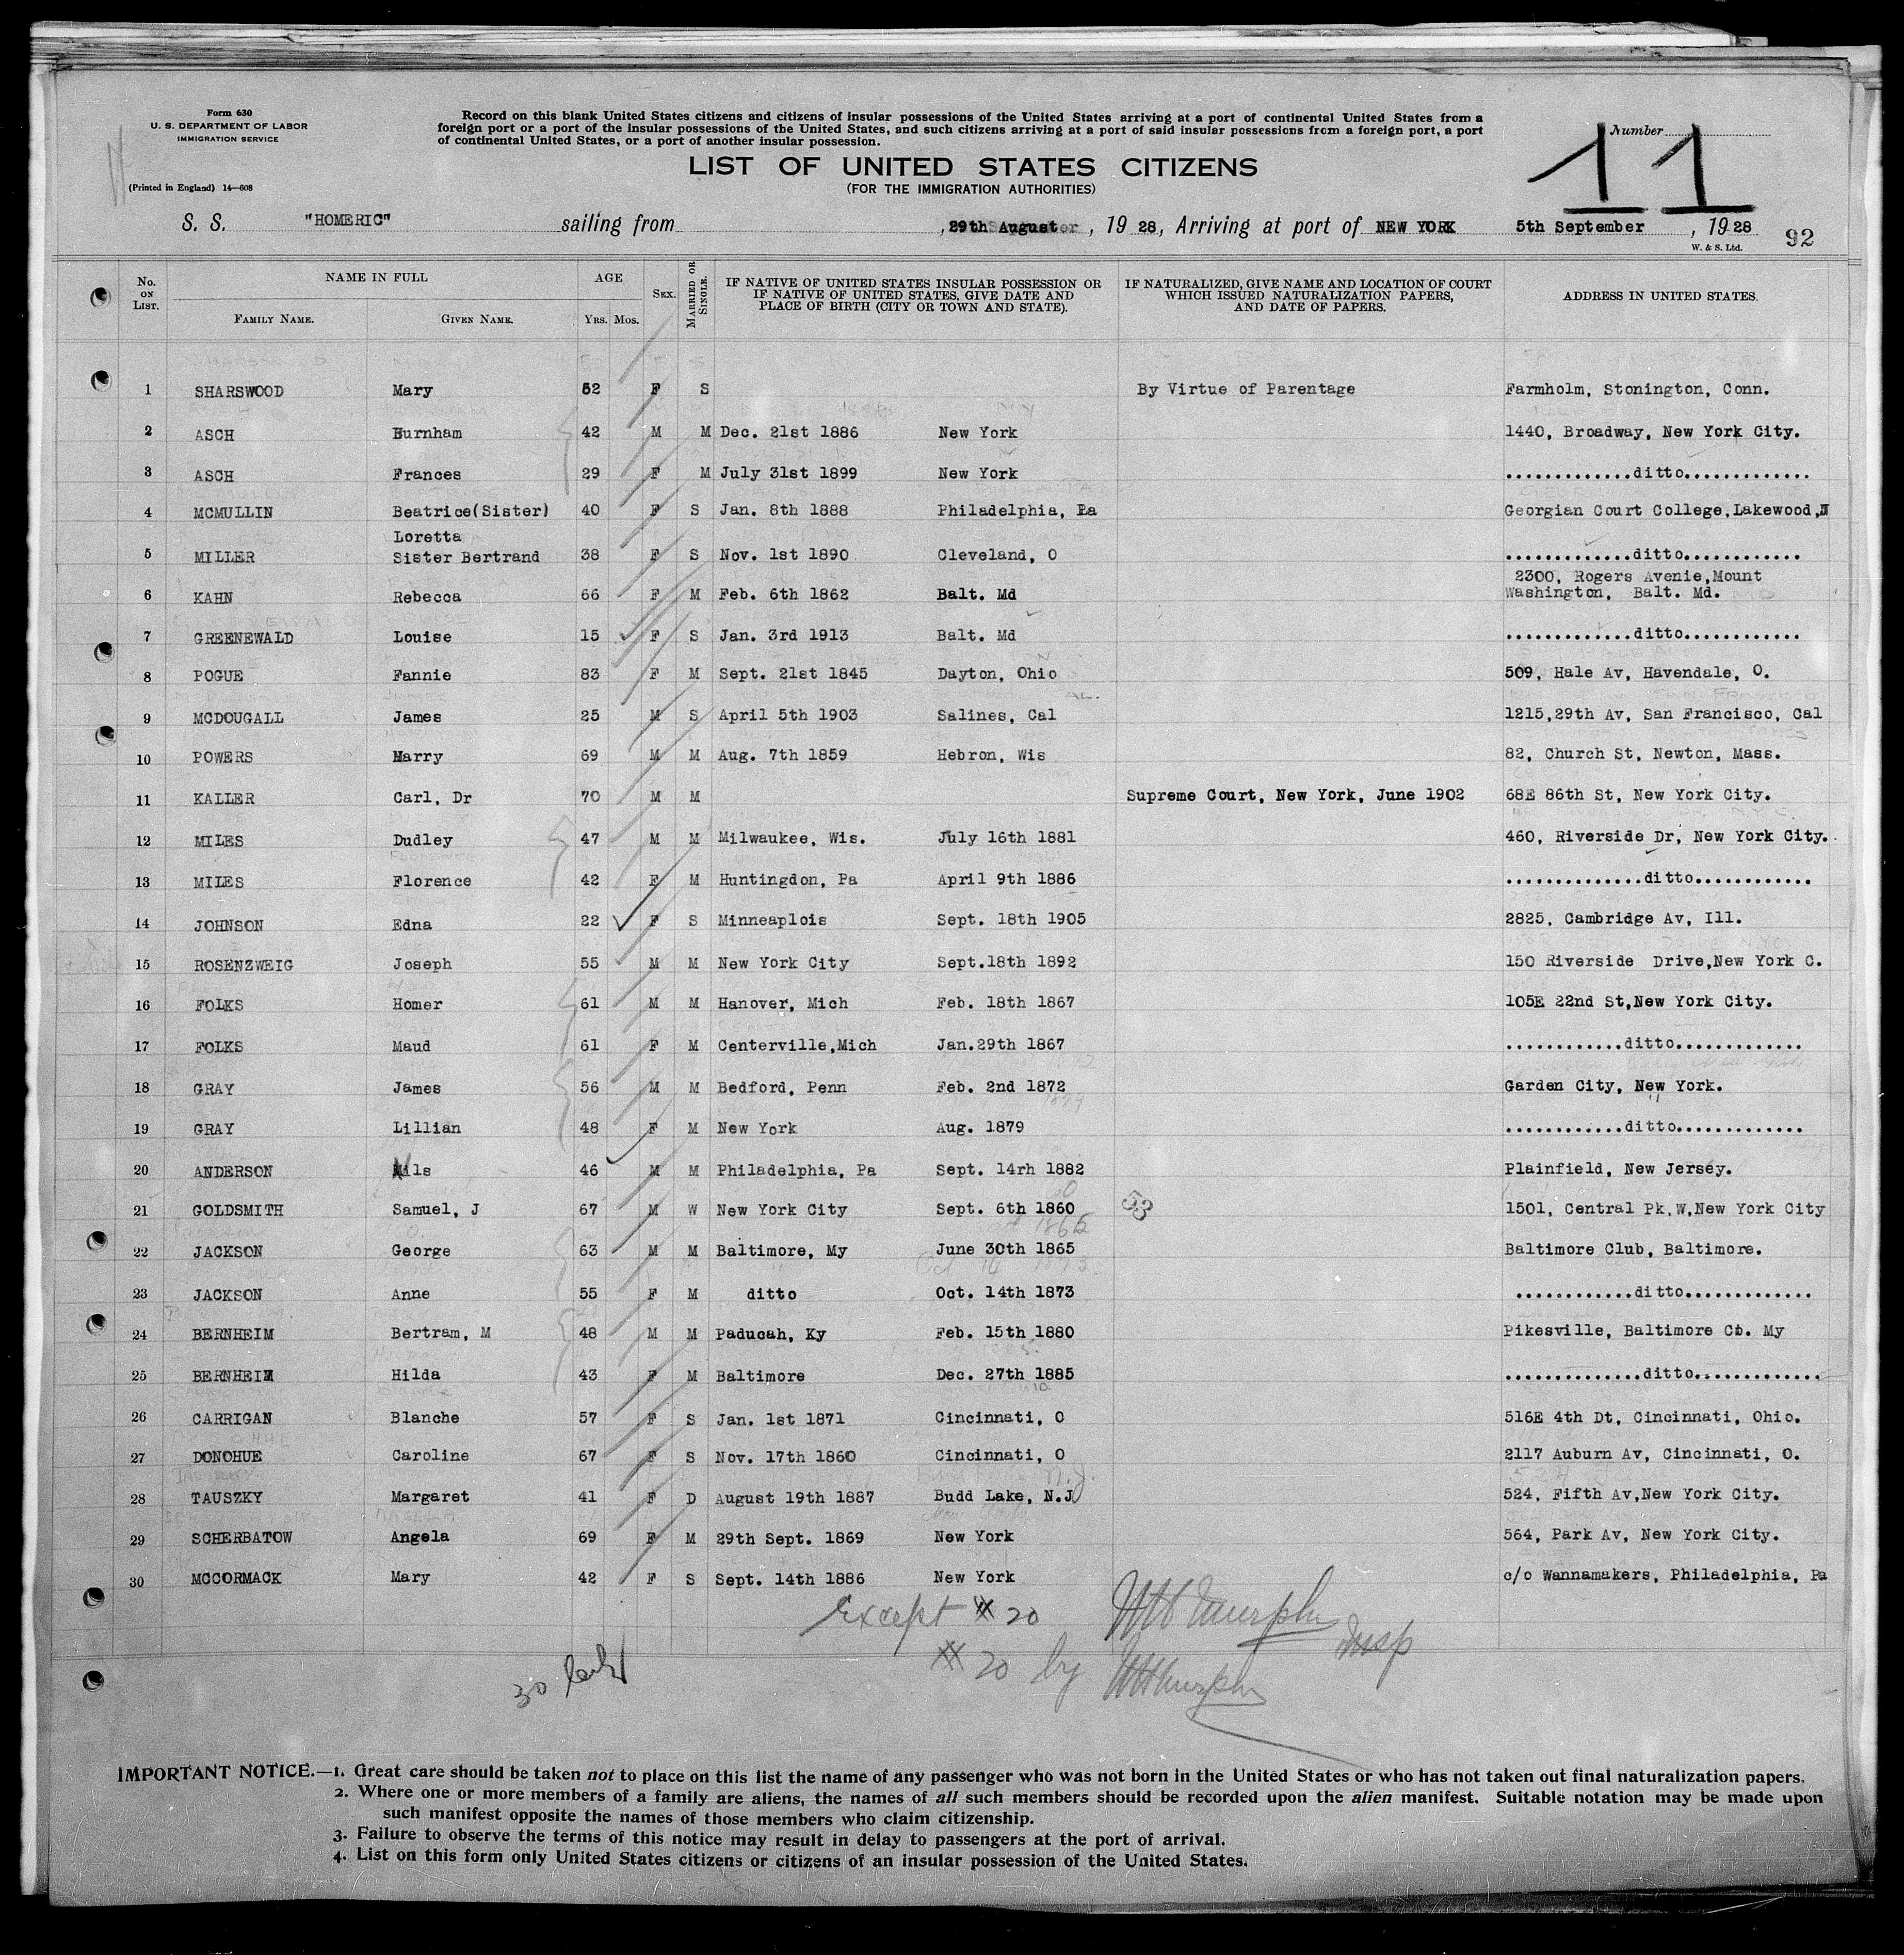 Form 630
U. S. DEPARTMENT OF LABOR
IMMIGRATION SERVICE
(Printed in England) 14—608
Record on this blank United States citizens and citizens of insular possessions of the United States arriving at a port of continental United States from a
foreign port or a port of the insular possessions of the United States, and such citizens arriving at a port of said insular possessions from a foreign port, a port
of continental United States, or a port of another insular possession.
LIST OF UNITED STATES CITIZENS
(FOR THE IMMIGRATION AUTHORITIES)
Number
11
S. S. "HOMERIC" sailing from , 29th August , 19 28, Arriving at port of NEW YORK 5th September , 19 28
W. & S. Ltd.
92
No. ON LIST. NAME IN FULL FAMILY NAME. GIVEN NAME. AGE YRS. MOS. SEX. MARRIED OR SINGLE. IF NATIVE OF UNITED STATES INSULAR POSSESSION OR IF NATIVE OF UNITED STATES, GIVE DATE AND PLACE OF BIRTH (CITY OR TOWN AND STATE). IF NATURALIZED, GIVE NAME AND LOCATION OF COURT WHICH ISSUED NATURALIZATION PAPERS, AND DATE OF PAPERS. ADDRESS IN UNITED STATES.
1 SHARSWOOD Mary 52 F S By Virtue of Parentage Farmholm, Stonington, Conn.
2 ASCH Burnham 42 M M Dec. 21st 1886 New York 1440, Broadway, New York City.
3 ASCH Frances 29 F M July 31st 1899 New York .............ditto.............
4 MCMULLIN Beatrice(Sister) 40 F S Jan. 8th 1888 Philadelphia, Pa Georgian Court College,Lakewood,N
Loretta
5 MILLER Sister Bertrand 38 F S Nov. 1st 1890 Cleveland, O .............ditto............
2300, Rogers Avenie,Mount
6 KAHN Rebecca 66 F M Feb. 6th 1862 Balt. Md Washington, Balt. Md.
7 GREENEWALD Louise 15 F S Jan. 3rd 1913 Balt. Md .............ditto............
8 POGUE Fannie 83 F M Sept. 21st 1845 Dayton, Ohio 509, Hale Av, Havendale, O.
9 MCDOUGALL James 25 M S April 5th 1903 Salines, Cal 1215,29th Av, San Francisco, Cal
10 POWERS Harry 69 M M Aug. 7th 1859 Hebron, Wis 82, Church St, Newton, Mass.
11 KALLER Carl, Dr 70 M M Supreme Court, New York, June 1902 68E 86th St, New York City.
12 MILES Dudley 47 M M Milwaukee, Wis. July 16th 1881 460, Riverside Dr, New York City.
13 MILES Florence 42 F M Huntingdon, Pa April 9th 1886 ..............ditto............
14 JOHNSON Edna 22 F S Minneaplois Sept. 18th 1905 2825, Cambridge Av, Ill.
15 ROSENZWEIG Joseph 55 M M New York City Sept.18th 1892 150 Riverside Drive,New York C.
16 FOLKS Homer 61 M M Hanover, Mich Feb. 18th 1867 105E 22nd St,New York City.
17 FOLKS Maud 61 F M Centerville,Mich Jan.29th 1867 ............ditto.............
18 GRAY James 56 M M Bedford, Penn Feb. 2nd 1872 Garden City, New York.
19 GRAY Lillian 48 F M New York Aug. 1879 ............ditto.............
20 ANDERSON Nils 46 M M Philadelphia, Pa Sept. 14rh 1882 Plainfield, New Jersey.
21 GOLDSMITH Samuel, J 67 M W New York City Sept. 6th 1860 53 1501, Central Pk,W,New York City
22 JACKSON George 63 M M Baltimore, My June 30th 1865 Baltimore Club, Baltimore.
23 JACKSON Anne 55 F M ditto Oct. 14th 1873 ............ditto.............
24 BERNHEIM Bertram, M 48 M M Paducah, Ky Feb. 15th 1880 Pikesville, Baltimore Co. My
25 BERNHEIM Hilda 43 F M Baltimore Dec. 27th 1885 ..............ditto.............
26 CARRIGAN Blanche 57 F S Jan. 1st 1871 Cincinnati, O 516E 4th Dt, Cincinnati, Ohio.
27 DONOHUE Caroline 67 F S Nov. 17th 1860 Cincinnati, O 2117 Auburn Av, Cincinnati, O.
28 TAUSZKY Margaret 41 F D August 19th 1887 Budd Lake, N.J 524, Fifth Av,New York City.
29 SCHERBATOW Angela 69 F M 29th Sept. 1869 New York 564, Park Av, New York City.
30 MCCORMACK Mary 42 F S Sept. 14th 1886 New York c/o Wannamakers, Philadelphia, Pa
Except # 20 WH Murphy Insp
# 20 by WH Murphy
30
IMPORTANT NOTICE.—1. Great care should be taken not to place on this list the name of any passenger who was not born in the United States or who has not taken out final naturalization papers.
2. Where one or more members of a family are aliens, the names of all such members should be recorded upon the alien manifest. Suitable notation may be made upon
such manifest opposite the names of those members who claim citizenship.
3. Failure to observe the terms of this notice may result in delay to passengers at the port of arrival.
4. List on this form only United States citizens or citizens of an insular possession of the United States.